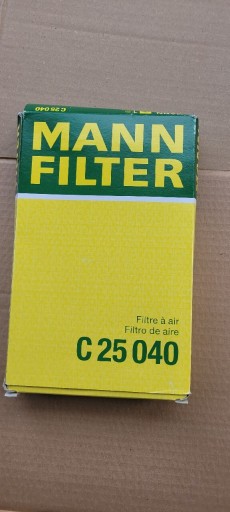 C 25 040
MANN
FILTER
Filtre à air
Filtro de aire
C 25 040